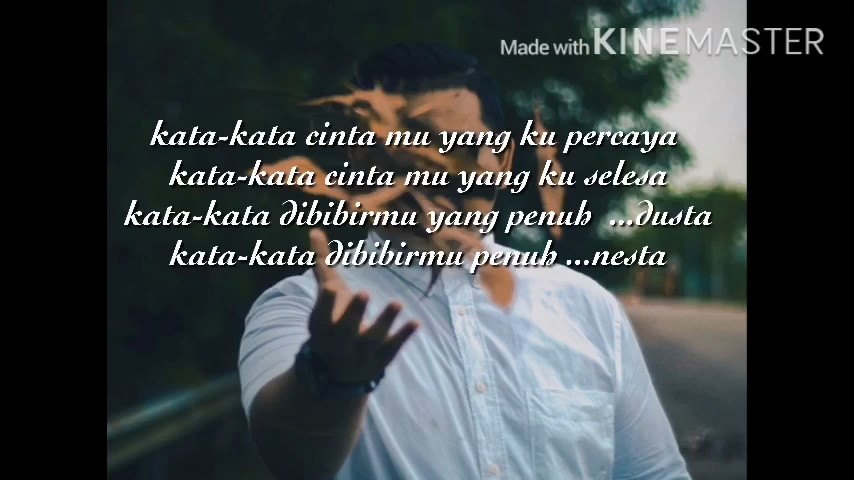 Made with KINEMASTER
kata-kata cinta mu yang ku percaya
kata-kata cinta mu yang ku selesa
kata-kata dibibirmu yang penuh ...dusta
kata-kata dibibirmu penuh ...nesta